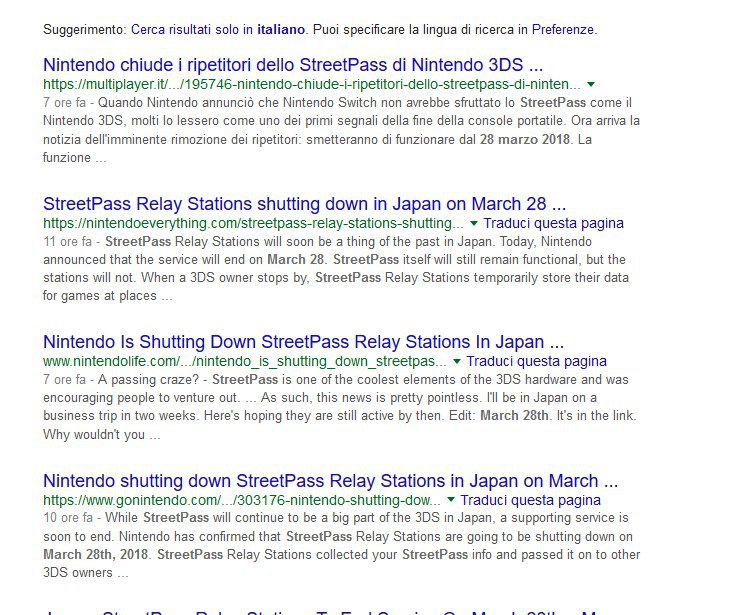 Suggerimento: Cerca risultati solo in italiano. Puoi specificare la lingua di ricerca in Preferenze.
Nintendo chiude i ripetitori dello StreetPass di Nintendo 3DS ...
https://multiplayer.it/.../195746-nintendo-chiude-i-ripetitori-dello-streetpass-di-ninten...
7 ore fa - Quando Nintendo annunciò che Nintendo Switch non avrebbe sfruttato lo StreetPass come il
Nintendo 3DS, molti lo lessero come uno dei primi segnali della fine della console portatile. Ora arriva la
notizia dell'imminente rimozione dei ripetitori: smetteranno di funzionare dal 28 marzo 2018. La
funzione ...
StreetPass Relay Stations shutting down in Japan on March 28 ...
https://nintendoeverything.com/streetpass-relay-stations-shutting... Traduci questa pagina
11 ore fa - StreetPass Relay Stations will soon be a thing of the past in Japan. Today, Nintendo
announced that the service will end on March 28. StreetPass itself will still remain functional, but the
stations will not. When a 3DS owner stops by, StreetPass Relay Stations temporarily store their data
for games at places ...
Nintendo Is Shutting Down StreetPass Relay Stations In Japan ...
www.nintendolife.com/.../nintendo_is_shutting_down_streetpas... Traduci questa pagina
7 ore fa - A passing craze? - StreetPass is one of the coolest elements of the 3DS hardware and was
encouraging people to venture out. ... As such, this news is pretty pointless. I'll be in Japan on a
business trip in two weeks. Here's hoping they are still active by then. Edit: March 28th. It's in the link.
Why wouldn't you ...
Nintendo shutting down StreetPass Relay Stations in Japan on March ...
https://www.gonintendo.com/.../303176-nintendo-shutting-dow... Traduci questa pagina
10 ore fa - While StreetPass will continue to be a big part of the 3DS in Japan, a supporting service is
soon to end. Nintendo has confirmed that StreetPass Relay Stations are going to be shutting down on
March 28th, 2018. StreetPass Relay Stations collected your StreetPass info and passed it on to other
3DS owners ...